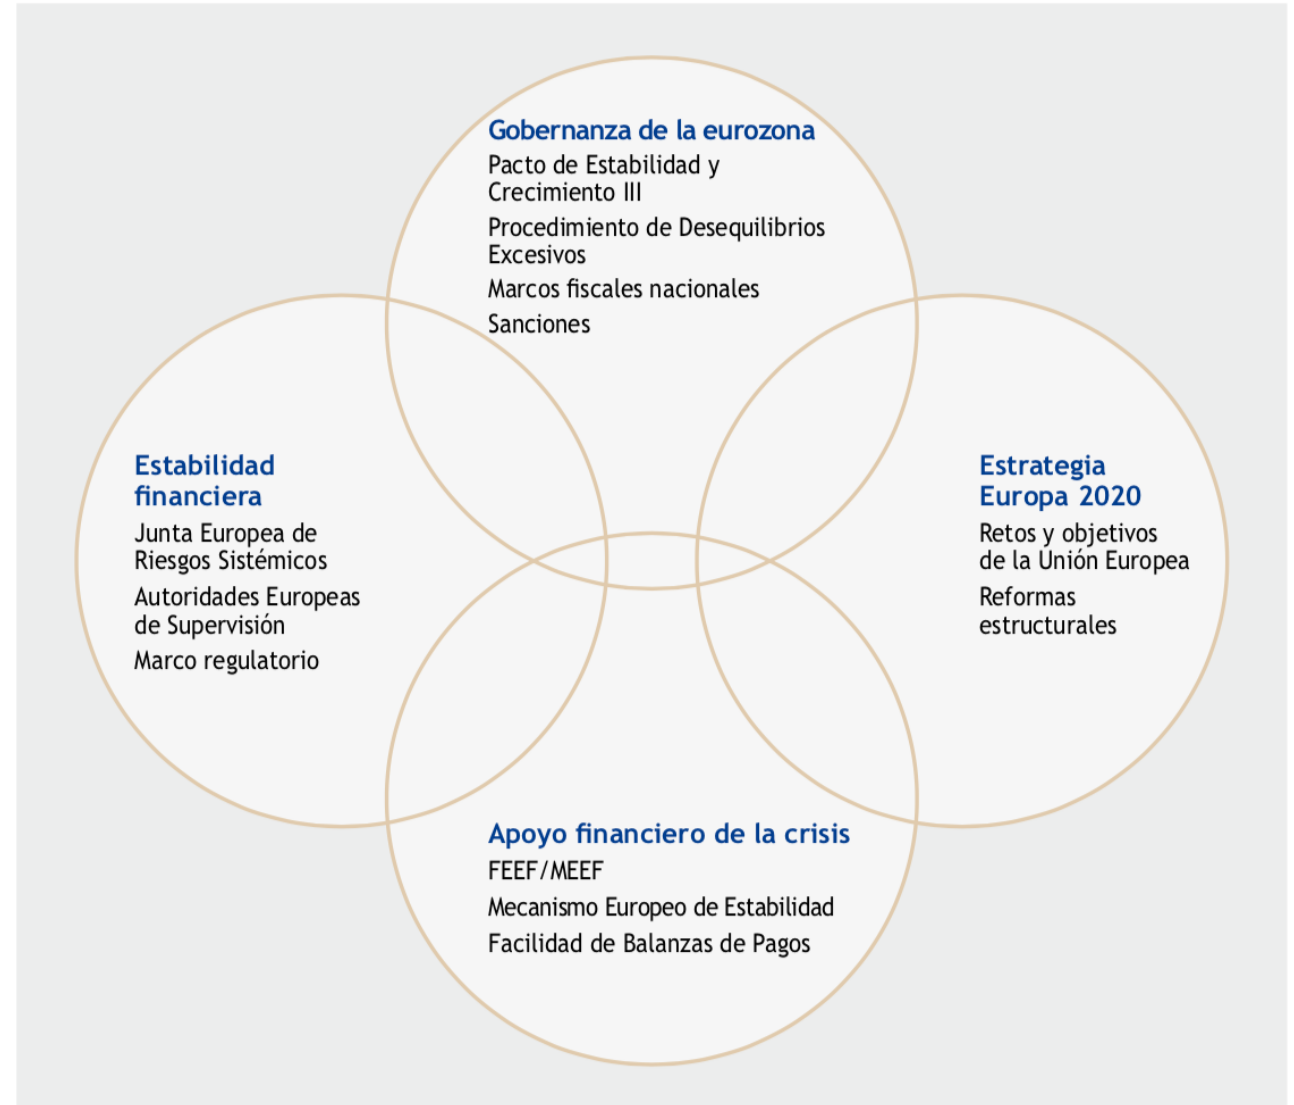 Gobernanza de la eurozona
Pacto de Estabilidad y
Crecimiento III
Procedimiento de Desequilibrios
Excesivos
Marcos fiscales nacionales
Sanciones
Estabilidad
financiera
Junta Europea de
Riesgos Sistémicos
Autoridades Europeas
de Supervisión
Marco regulatorio
Estrategia
Europa 2020
Retos y objetivos
de la Unión Europea
Reformas
estructurales
Apoyo financiero de la crisis
FEEF/MEEF
Mecanismo Europeo de Estabilidad
Facilidad de Balanzas de Pagos